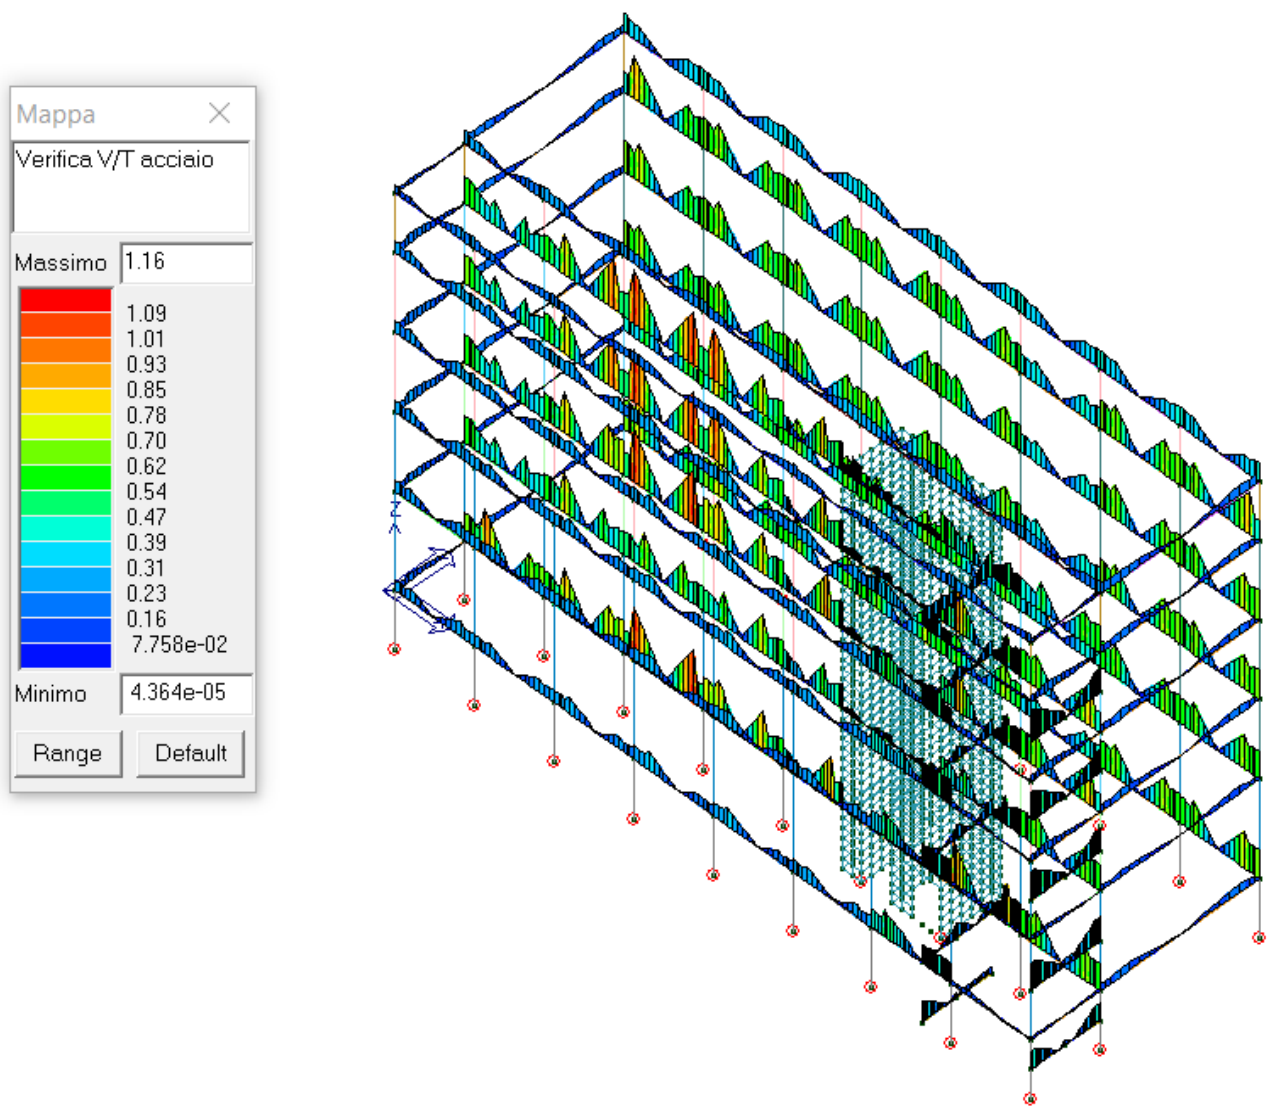 Mappa
Verifica V/T acciaio
Massimo 1.16
1.09
1.01
0.93
0.85
0.78
0.70
0.62
0.54
0.47
0.39
0.31
0.23
0.16
7.758e-02
Minimo 4.364e-05
Range Default
Z